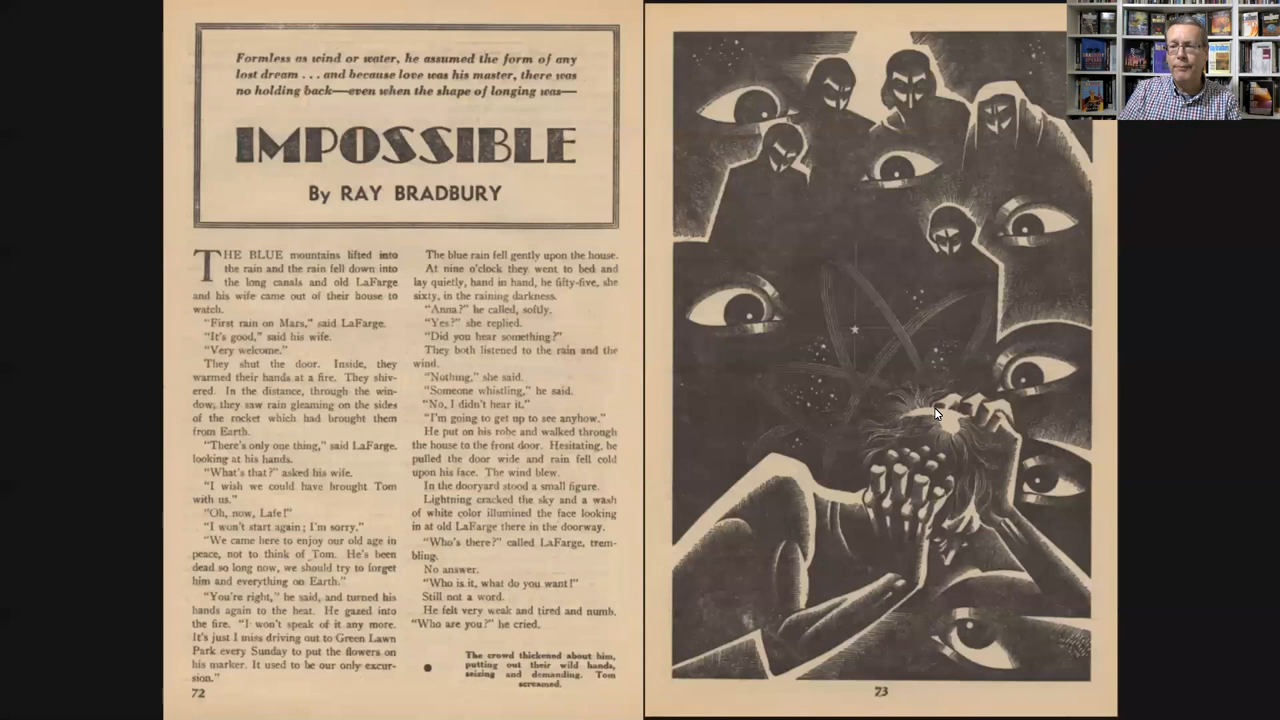 Formless as wind or water, he assumed the form of any
lost dream . . . and because love was his master, there was
no holding back—even when the shape of longing was—
IMPOSSIBLE
By RAY BRADBURY
THE BLUE mountains lifted into
the rain and the rain fell down into
the long canals and old LaFarge
and his wife came out of their house to
watch.
"First rain on Mars," said LaFarge.
"It's good," said his wife.
"Very welcome."
They shut the door. Inside, they
warmed their hands at a fire. They shiv-
ered. In the distance, through the win-
dow, they saw rain gleaming on the sides
of the rocket which had brought them
from Earth.
"There's only one thing," said LaFarge,
looking at his hands.
"What's that?" asked his wife.
"I wish we could have brought Tom
with us."
"Oh, now, Lafe!"
"I won't start again; I'm sorry."
"We came here to enjoy our old age in
peace, not to think of Tom. He's been
dead so long now, we should try to forget
him and everything on Earth."
"You're right," he said, and turned his
hands again to the heat. He gazed into
the fire. "I won't speak of it any more.
It's just I miss driving out to Green Lawn
Park every Sunday to put the flowers on
his marker. It used to be our only excur-
sion."
72
The blue rain fell gently upon the house.
At nine o'clock they went to bed and
lay quietly, hand in hand, he fifty-five, she
sixty, in the raining darkness.
"Anna?" he called, softly.
"Yes?" she replied.
"Did you hear something?"
They both listened to the rain and the
wind.
"Nothing," she said.
"Someone whistling," he said.
"No, I didn't hear it."
"I'm going to get up to see anyhow."
He put on his robe and walked through
the house to the front door. Hesitating, he
pulled the door wide and rain fell cold
upon his face. The wind blew.
In the dooryard stood a small figure.
Lightning cracked the sky and a wash
of white color illumined the face looking
in at old LaFarge there in the doorway.
"Who's there?" called LaFarge, trem-
bling.
No answer.
"Who is it, what do you want!"
Still not a word.
He felt very weak and tired and numb.
"Who are you?" he cried.
The crowd thickened about him,
putting out their wild hands,
seizing and demanding. Tom
screamed.
73